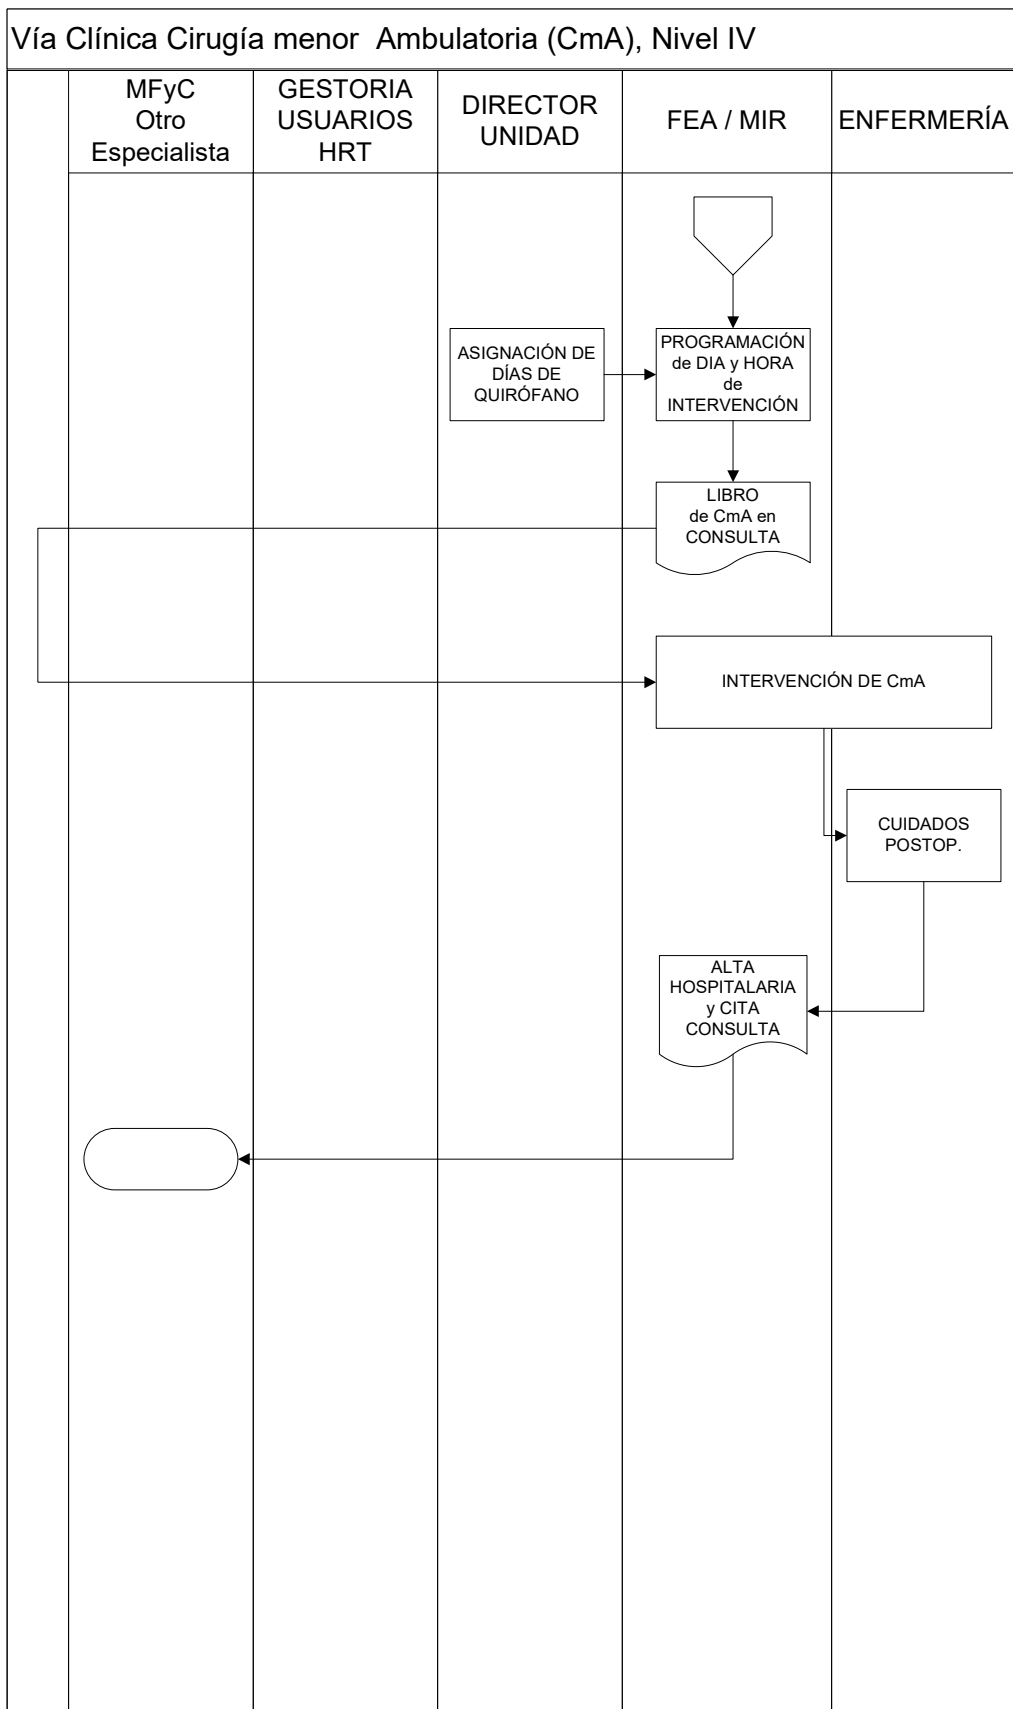 Vía Clínica Cirugía menor  Ambulatoria (CmA), Nivel IV
MFyC
Otro
Especialista
GESTORIA
USUARIOS
HRT
DIRECTOR
UNIDAD
FEA / MIR
ENFERMERÍA
ASIGNACIÓN DE
DÍAS DE
QUIRÓFANO
PROGRAMACIÓN
de DIA y HORA
de
INTERVENCIÓN
LIBRO
de CmA en
CONSULTA
INTERVENCIÓN DE CmA
CUIDADOS
POSTOP.
ALTA
HOSPITALARIA
y CITA
CONSULTA